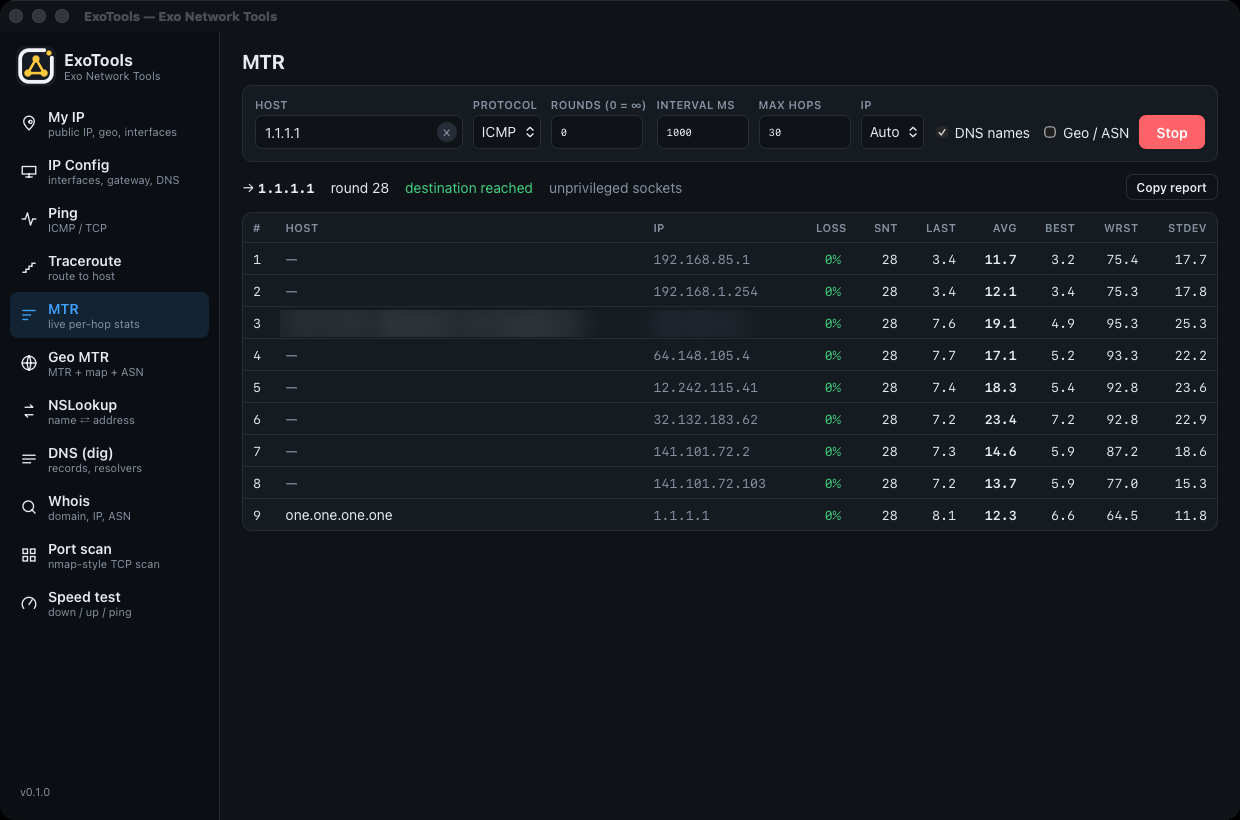 ExoTools — Exo Network Tools
ExoTools
Exo Network Tools
My IP
public IP, geo, interfaces
IP Config
interfaces, gateway, DNS
Ping
ICMP / TCP
Traceroute
route to host
MTR
live per-hop stats
Geo MTR
MTR + map + ASN
NSLookup
name ⇄ address
DNS (dig)
records, resolvers
Whois
domain, IP, ASN
Port scan
nmap-style TCP scan
Speed test
down / up / ping
v0.1.0
MTR
HOST PROTOCOL ROUNDS (0 = ∞) INTERVAL MS MAX HOPS IP
1.1.1.1 ICMP 0 1000 30 Auto DNS names Geo / ASN Stop
→ 1.1.1.1 round 28 destination reached unprivileged sockets Copy report
# HOST IP LOSS SNT LAST AVG BEST WRST STDEV
1 — 192.168.85.1 0% 28 3.4 11.7 3.2 75.4 17.7
2 — 192.168.1.254 0% 28 3.4 12.1 3.4 75.3 17.8
3 0% 28 7.6 19.1 4.9 95.3 25.3
4 — 64.148.105.4 0% 28 7.7 17.1 5.2 93.3 22.2
5 — 12.242.115.41 0% 28 7.4 18.3 5.4 92.8 23.6
6 — 32.132.183.62 0% 28 7.2 23.4 7.2 92.8 22.9
7 — 141.101.72.2 0% 28 7.3 14.6 5.9 87.2 18.6
8 — 141.101.72.103 0% 28 7.2 13.7 5.9 77.0 15.3
9 one.one.one.one 1.1.1.1 0% 28 8.1 12.3 6.6 64.5 11.8